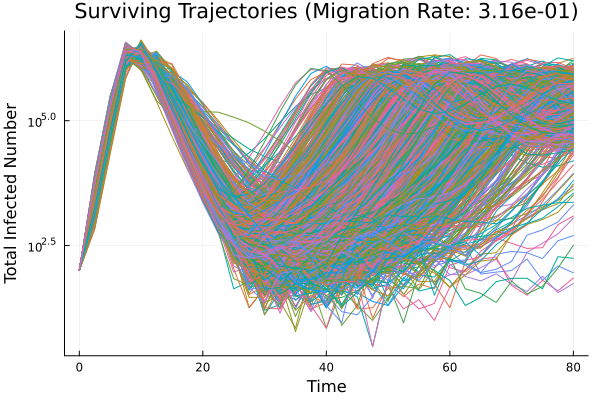 Surviving Trajectories (Migration Rate: 3.16e-01)
Total Infected Number
10^5.0
10^2.5
0 20 40 60 80
Time